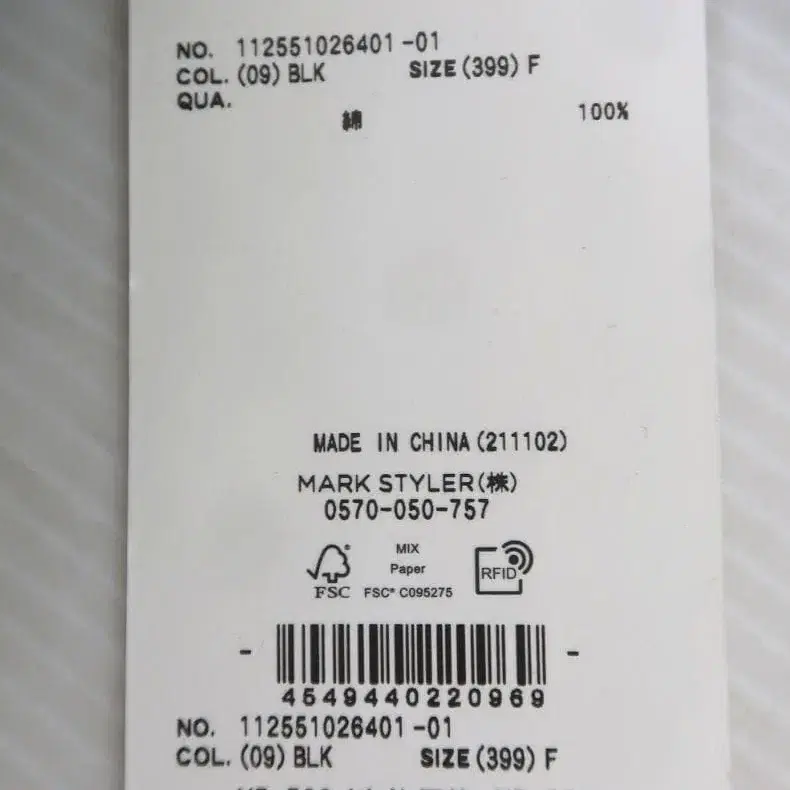 NO. 112551026401-01
COL. (09) BLK SIZE (399) F
QUA.
綿 100%
MADE IN CHINA (211102)
MARK STYLER(株)
0570-050-757
MIX
Paper
FSC FSC® C095275
RFID
4549440220969
NO. 112551026401-01
COL. (09) BLK SIZE (399) F